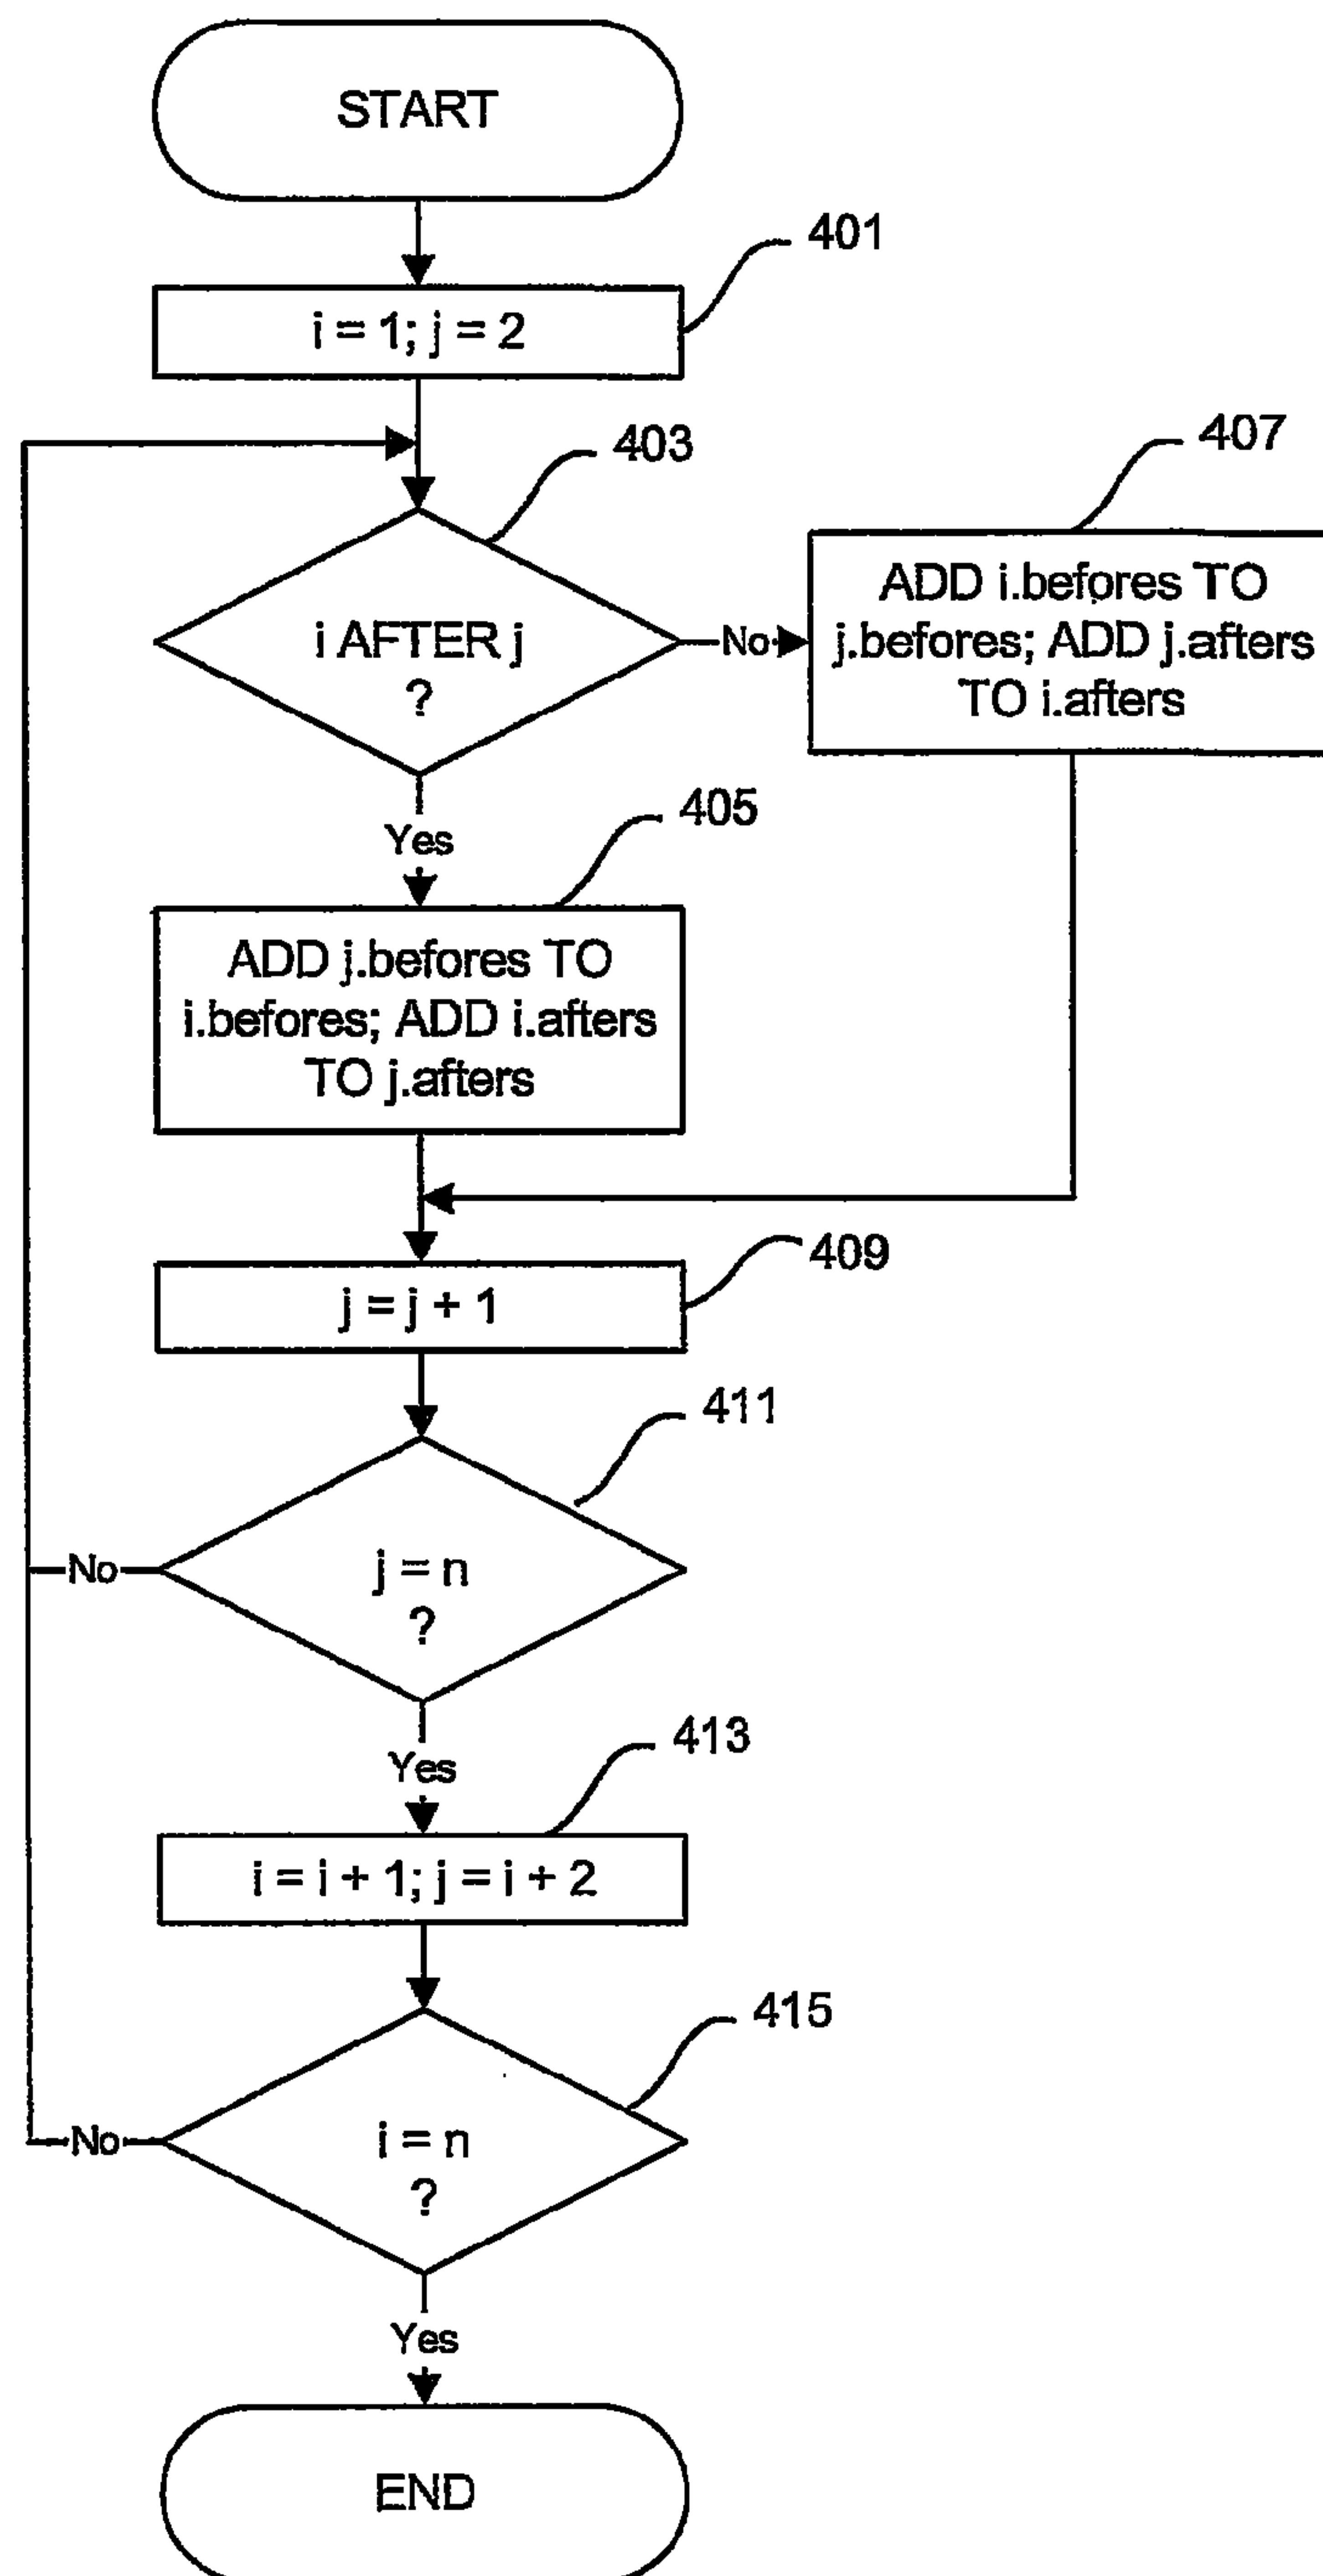 START
401
i = 1; j = 2
403
407
i AFTER j
?
No
ADD i.befores TO
j.befores; ADD j.afters
TO i.afters
Yes
405
ADD j.befores TO
i.befores; ADD i.afters
TO j.afters
409
j = j + 1
411
j = n
?
No
Yes
413
i = i + 1; j = i + 2
415
i = n
?
No
Yes
END